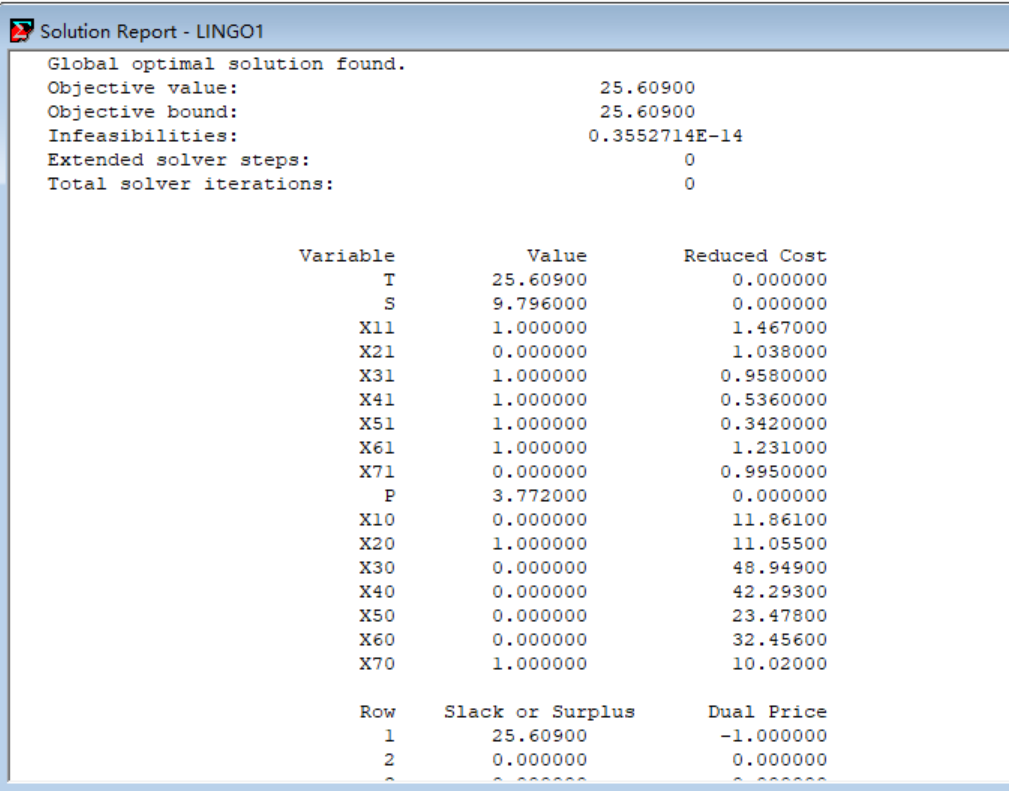 Solution Report - LINGO1
Global optimal solution found.
Objective value: 25.60900
Objective bound: 25.60900
Infeasibilities: 0.3552714E-14
Extended solver steps: 0
Total solver iterations: 0
Variable Value Reduced Cost
T 25.60900 0.000000
S 9.796000 0.000000
X11 1.000000 1.467000
X21 0.000000 1.038000
X31 1.000000 0.9580000
X41 1.000000 0.5360000
X51 1.000000 0.3420000
X61 1.000000 1.231000
X71 0.000000 0.9950000
P 3.772000 0.000000
X10 0.000000 11.86100
X20 1.000000 11.05500
X30 0.000000 48.94900
X40 0.000000 42.29300
X50 0.000000 23.47800
X60 0.000000 32.45600
X70 1.000000 10.02000
Row Slack or Surplus Dual Price
1 25.60900 -1.000000
2 0.000000 0.000000